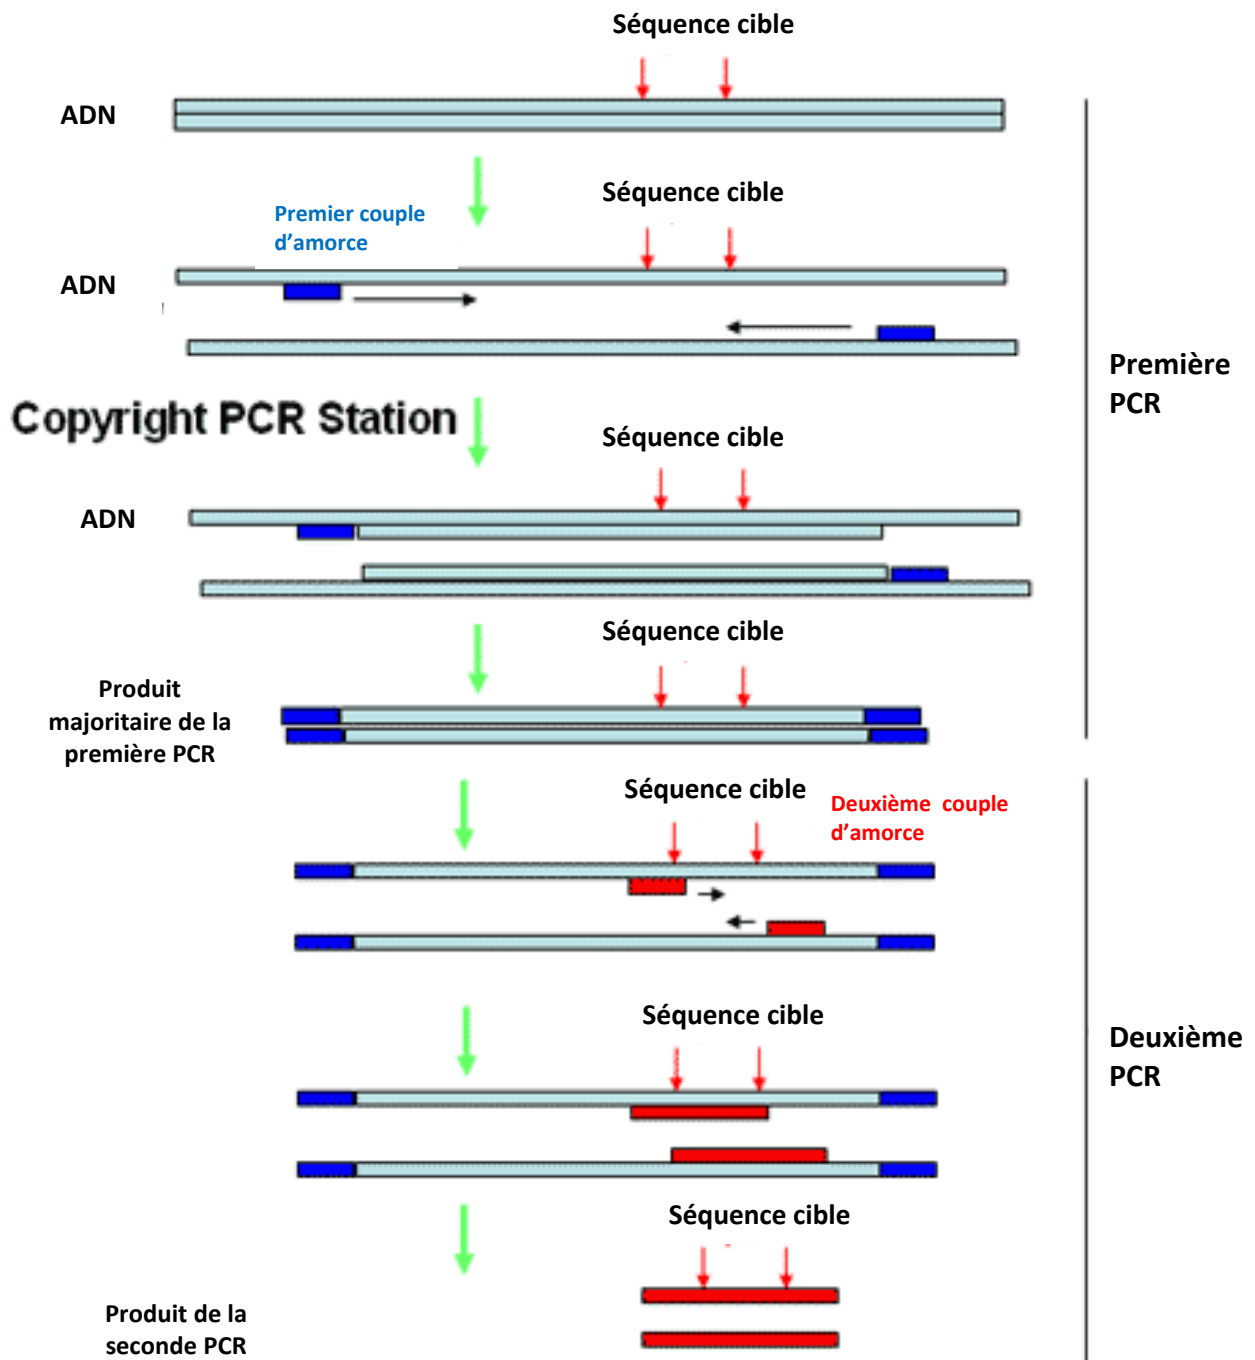 Séquence cible
ADN
Séquence cible
Premier couple
d'amorce
ADN
Première
PCR
Copyright PCR Station
Séquence cible
ADN
Séquence cible
Produit
majoritaire de la
première PCR
Séquence cible
Deuxième couple
d'amorce
Séquence cible
Deuxième
PCR
Séquence cible
Produit de la
seconde PCR